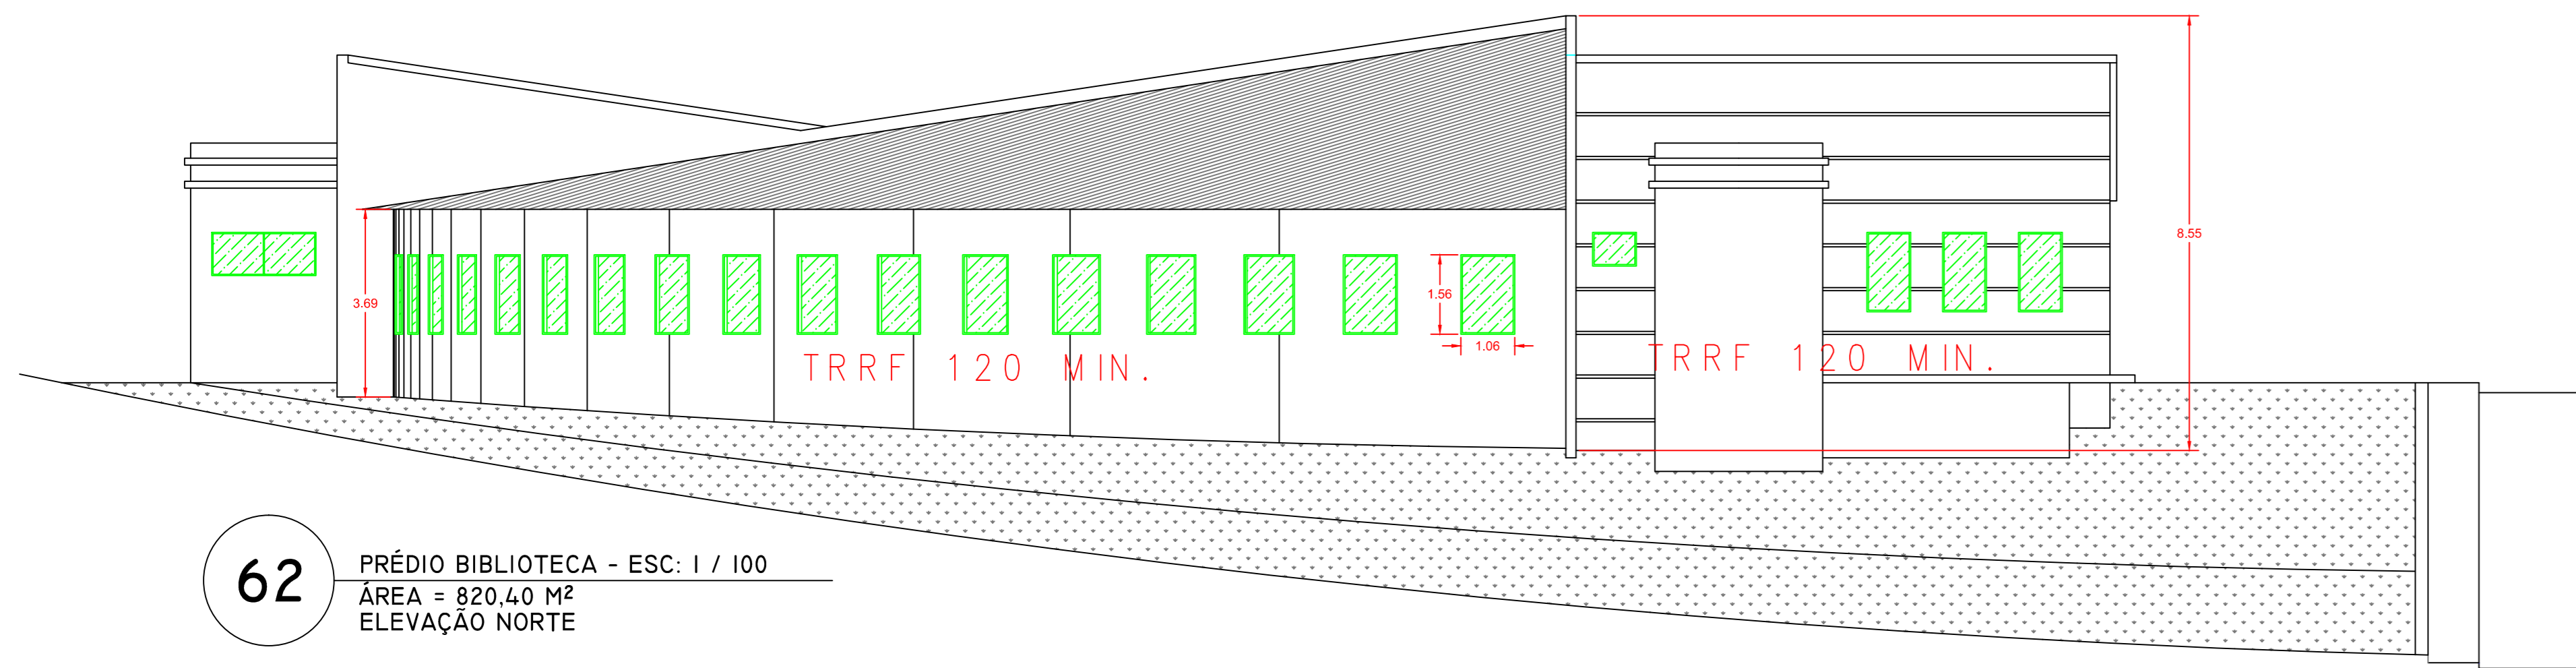 8.55
3.69
1.56
1.06
TRRF 120 MIN.
TRRF 120 MIN.
62
PRÉDIO BIBLIOTECA - ESC: 1 / 100
ÁREA = 820,40 M²
ELEVAÇÃO NORTE